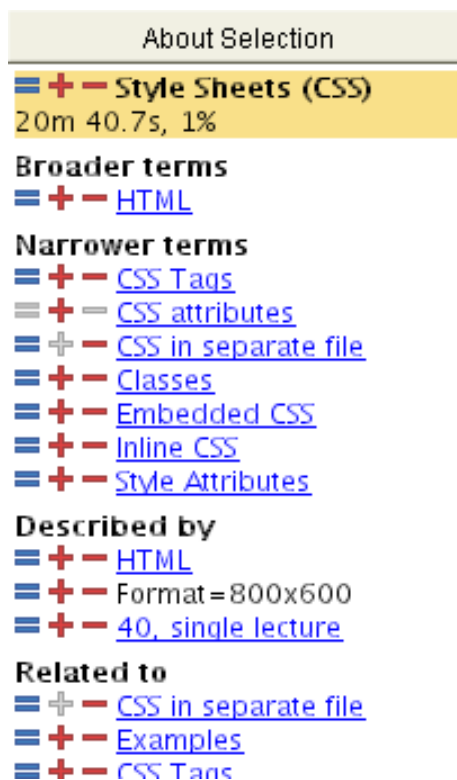 About Selection
Style Sheets (CSS)
20m 40.7s, 1%
Broader terms
HTML
Narrower terms
CSS Tags
CSS attributes
CSS in separate file
Classes
Embedded CSS
Inline CSS
Style Attributes
Described by
HTML
Format=800x600
40, single lecture
Related to
CSS in separate file
Examples
CSS Tags